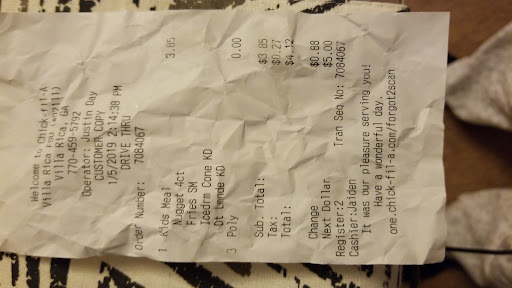 Welcome to Chick-fil-A
Villa Rica
Villa Rica, GA
770-459-5792
Operator: Justin Day
CUSTOMER COPY
1/5/2019 2:14:38 PM
DRIVE THRU
Order Number: 7084067
1 Kids Meal 3.85
Nugget 4ct
Fries SM
Icedrm Cone KD
Dt KD
3 Poly 0.00
Sub. Total: $3.85
Tax: $0.27
Total: $4.12
Change $0.88
Next Dollar $5.00
Register:2 Tran Seq No: 7084067
Cashier:Jaiden
It was our pleasure serving you!
Have a wonderful day.
one.chick-fil-a.com/forgot2scan